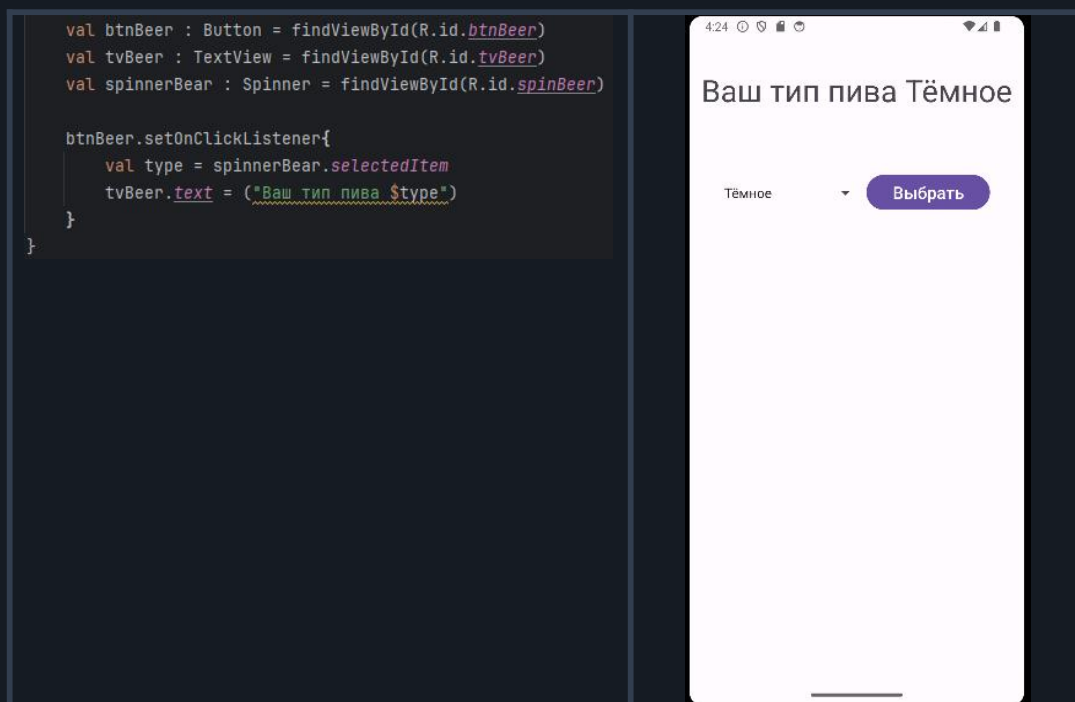 val btnBeer : Button = findViewById(R.id.btnBeer)
val tvBeer : TextView = findViewById(R.id.tvBeer)
val spinnerBear : Spinner = findViewById(R.id.spinBeer)
btnBeer.setOnClickListener{
val type = spinnerBear.selectedItem
tvBeer.text = ("Ваш тип пива $type")
}
}
4:24
Ваш тип пива Тёмное
Тёмное
Выбрать